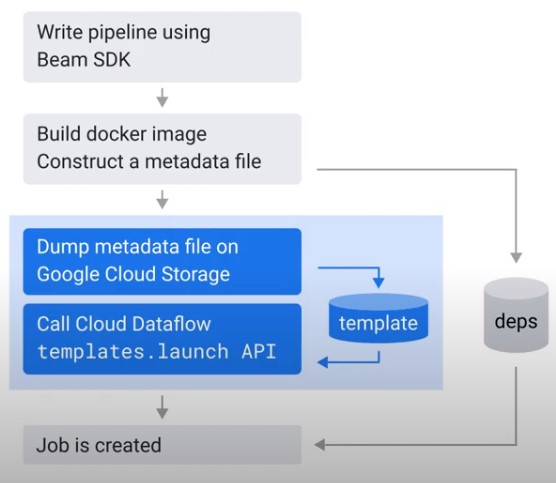 Write pipeline using
Beam SDK
Build docker image
Construct a metadata file
Dump metadata file on
Google Cloud Storage
Call Cloud Dataflow
templates.launch API
template
deps
Job is created